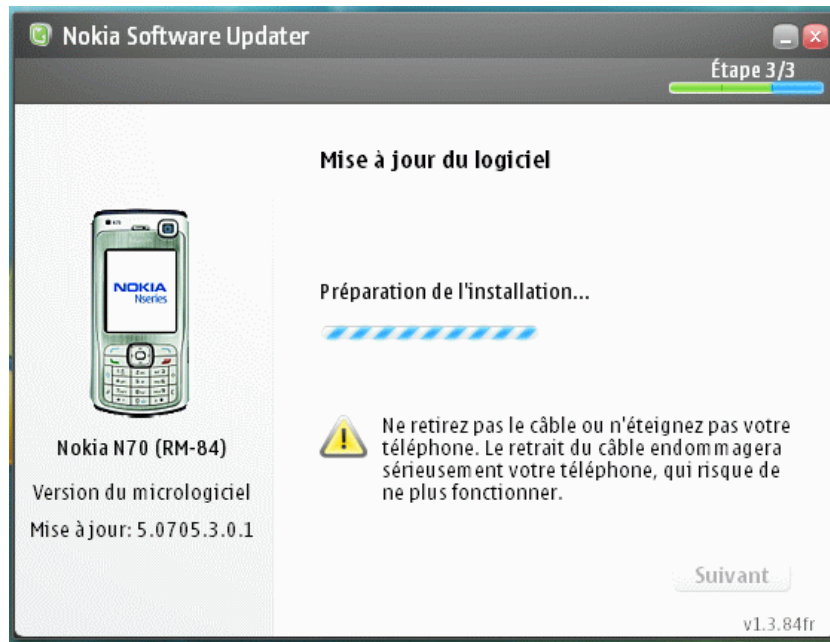 Nokia Software Updater
Étape 3/3
Mise à jour du logiciel
NOKIA
Nseries
Préparation de l'installation...
Nokia N70 (RM-84)
Version du micrologiciel
Mise à jour: 5.0705.3.0.1
Ne retirez pas le câble ou n'éteignez pas votre
téléphone. Le retrait du câble endommagera
sérieusement votre téléphone, qui risque de
ne plus fonctionner.
Suivant
v1.3.84fr